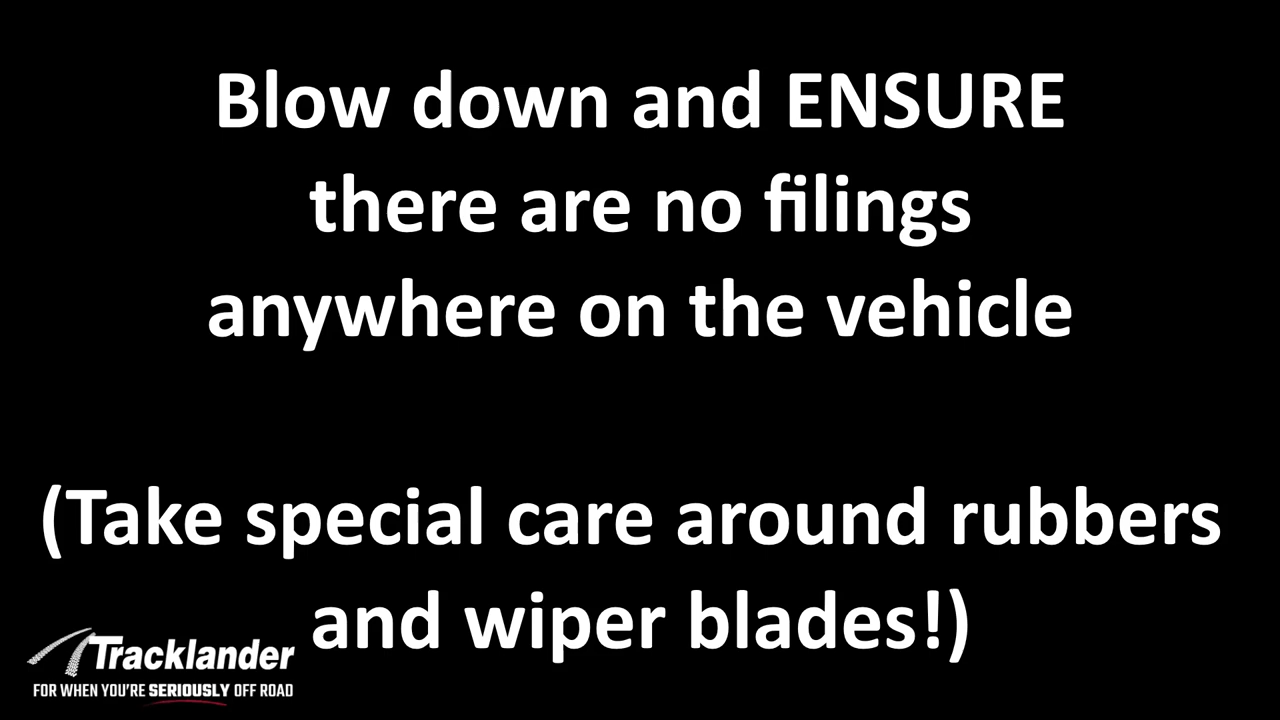 Blow down and ENSURE
there are no filings
anywhere on the vehicle
(Take special care around rubbers
and wiper blades!)
Tracklander
FOR WHEN YOU'RE SERIOUSLY OFF ROAD